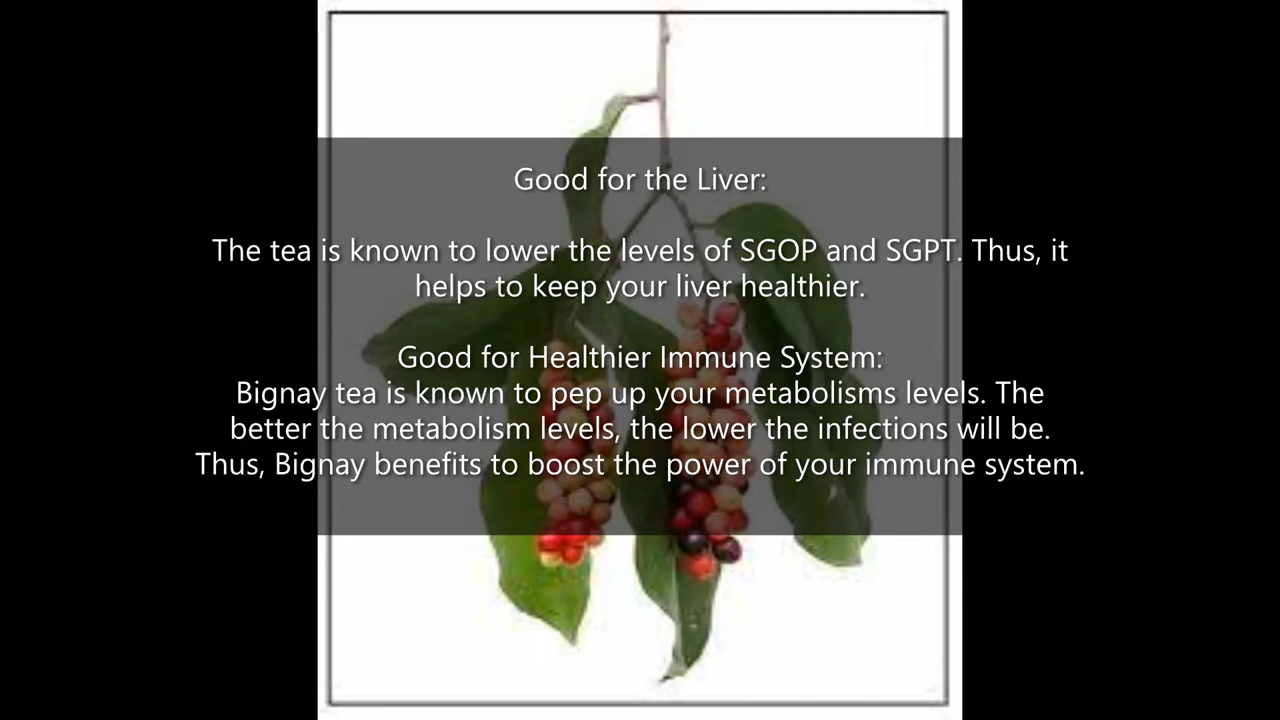 Good for the Liver:
The tea is known to lower the levels of SGOP and SGPT. Thus, it
helps to keep your liver healthier.
Good for Healthier Immune System:
Bignay tea is known to pep up your metabolisms levels. The
better the metabolism levels, the lower the infections will be.
Thus, Bignay benefits to boost the power of your immune system.